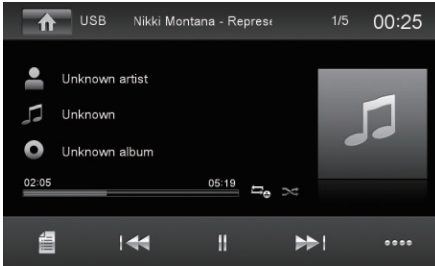 USB Nikki Montana - Represe 1/5 00:25
Unknown artist
Unknown
Unknown album
02:05 05:19